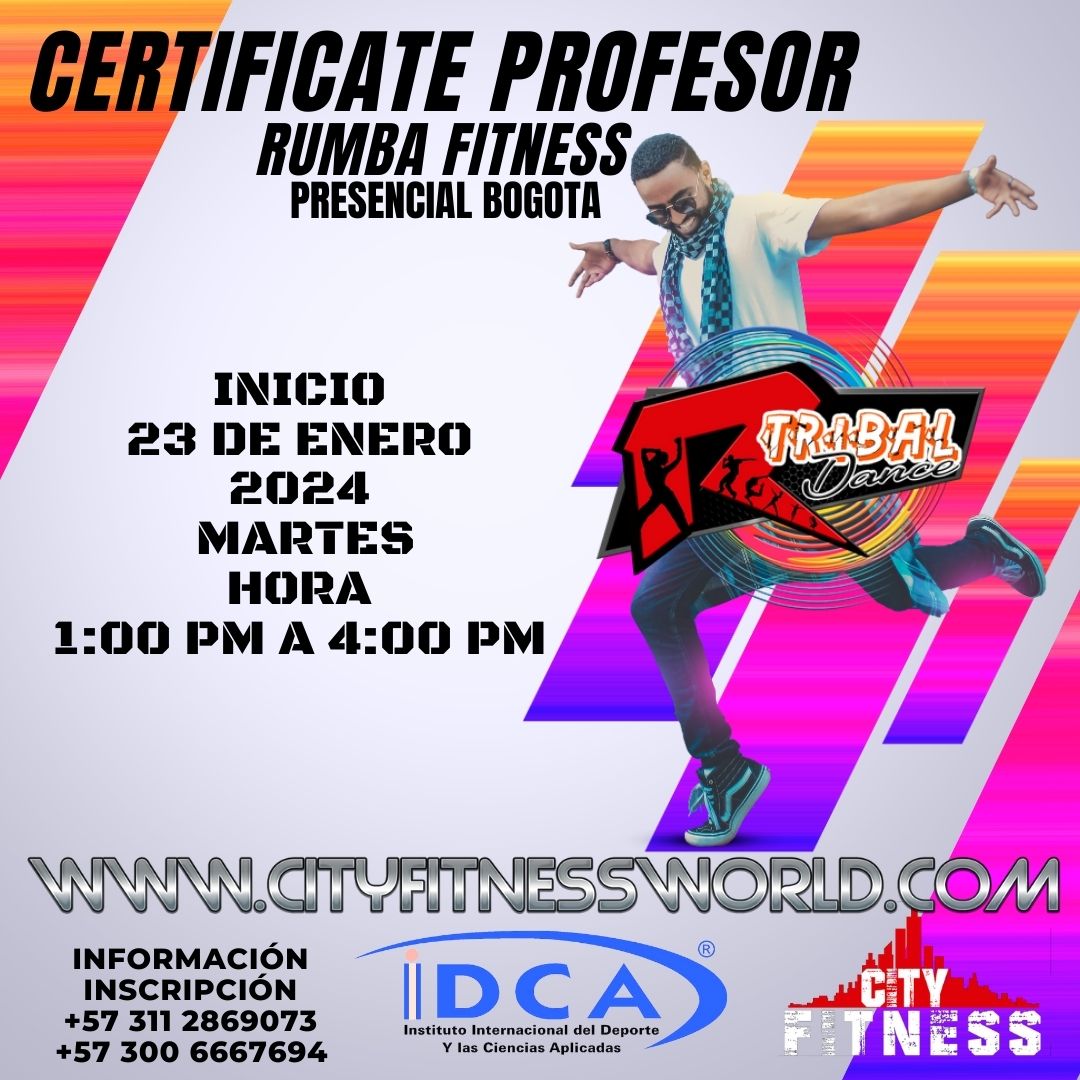 CERTIFICATE PROFESOR
RUMBA FITNESS
PRESENCIAL BOGOTA
INICIO
23 DE ENERO
2024
MARTES
HORA
1:00 PM A 4:00 PM
TRIBAL
Dance
WWW.CITYFITNESSWORLD.COM
INFORMACIÓN
INSCRIPCIÓN
+57 311 2869073
+57 300 6667694
iDCA®
Instituto Internacional del Deporte
Y las Ciencias Aplicadas
CITY
FITNESS